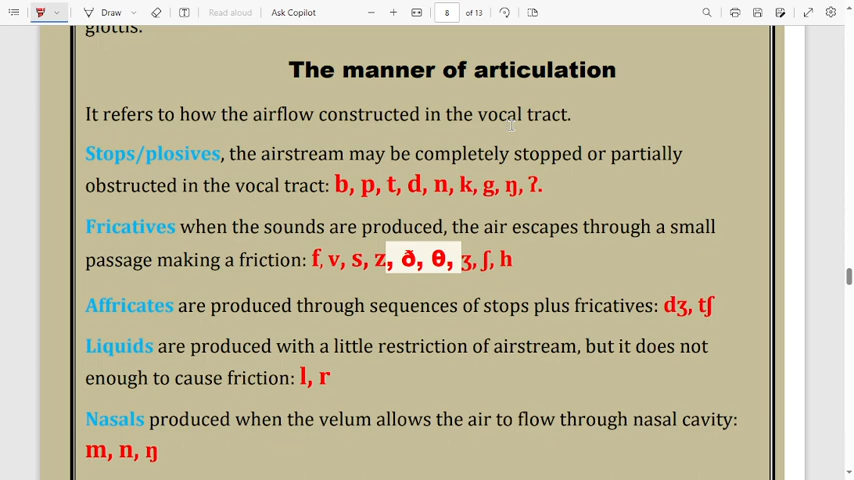 Draw
Read aloud
Ask Copilot
8
of 13
glottis.
The manner of articulation
It refers to how the airflow constructed in the vocal tract.
Stops/plosives, the airstream may be completely stopped or partially
obstructed in the vocal tract: b, p, t, d, n, k, g, ŋ, ʔ.
Fricatives when the sounds are produced, the air escapes through a small
passage making a friction: f, v, s, z, ð, θ, ʒ, ʃ, h
Affricates are produced through sequences of stops plus fricatives: dʒ, tʃ
Liquids are produced with a little restriction of airstream, but it does not
enough to cause friction: l, r
Nasals produced when the velum allows the air to flow through nasal cavity:
m, n, ŋ